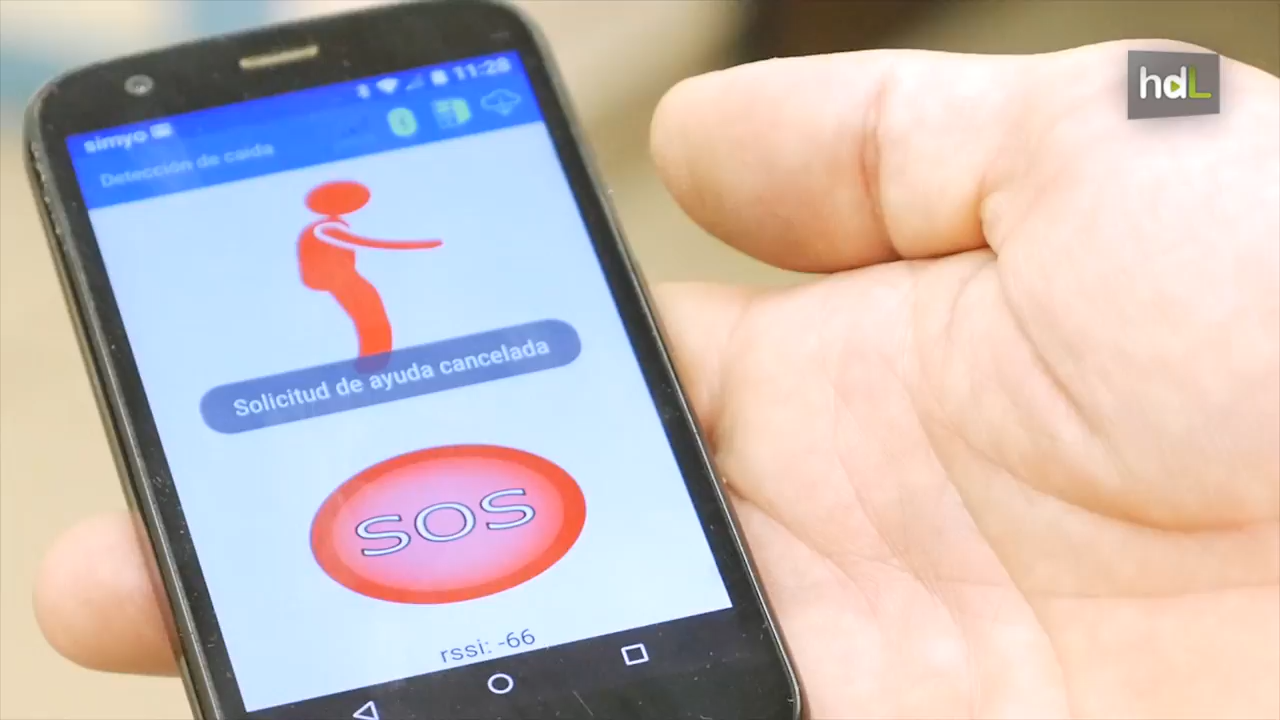 hdL
11:28
simyo
Detección de caída
Solicitud de ayuda cancelada
SOS
rssi: -66